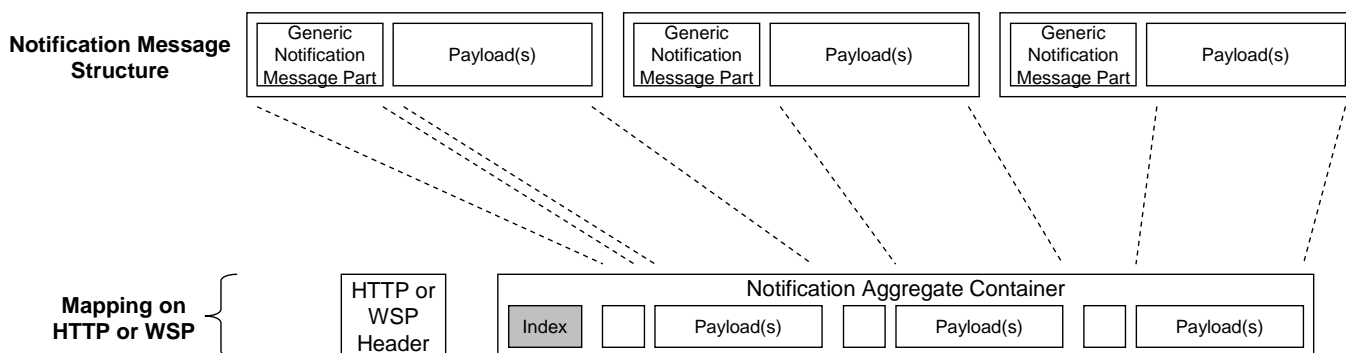 Notification Message
Structure
Generic
Notification
Message Part
Payload(s)
Generic
Notification
Message Part
Payload(s)
Generic
Notification
Message Part
Payload(s)
Mapping on
HTTP or WSP
HTTP or
WSP
Header
Notification Aggregate Container
Index
Payload(s)
Payload(s)
Payload(s)